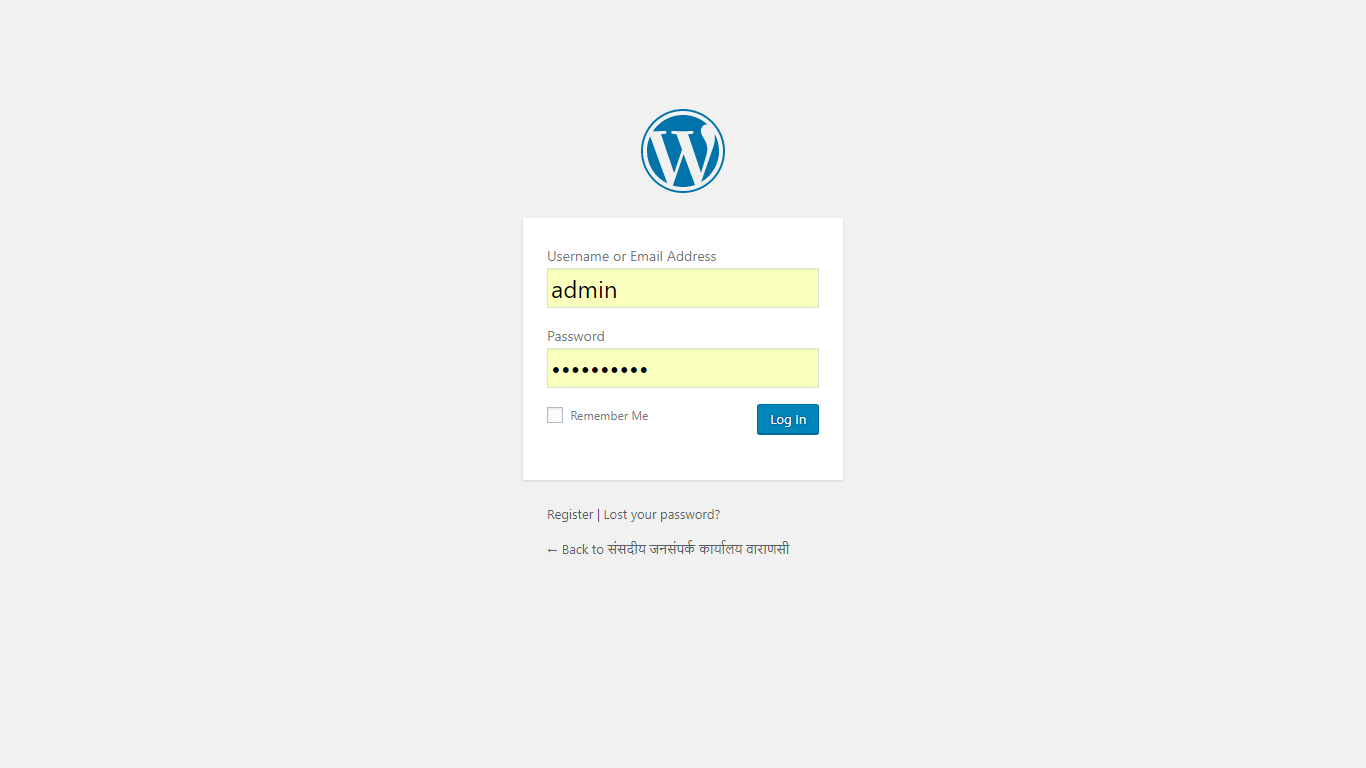 Username or Email Address
admin
Password
••••••••••
Remember Me
Log In
Register | Lost your password?
← Back to संसदीय जनसंपर्क कार्यालय वाराणसी